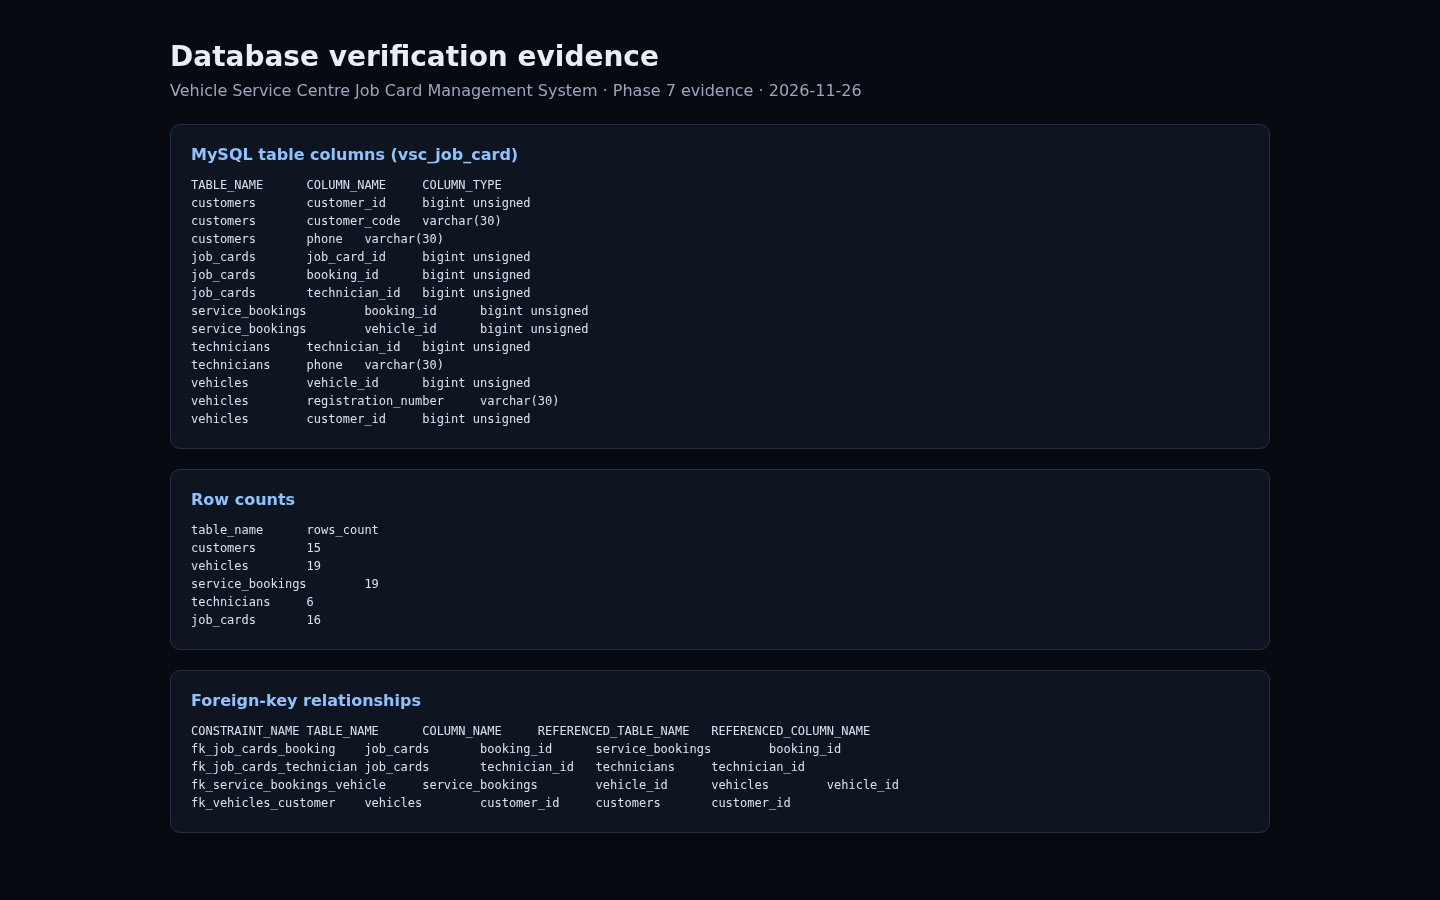 Database verification evidence
Vehicle Service Centre Job Card Management System · Phase 7 evidence · 2026-11-26
MySQL table columns (vsc_job_card)
TABLE_NAME COLUMN_NAME COLUMN_TYPE
customers customer_id bigint unsigned
customers customer_code varchar(30)
customers phone varchar(30)
job_cards job_card_id bigint unsigned
job_cards booking_id bigint unsigned
job_cards technician_id bigint unsigned
service_bookings booking_id bigint unsigned
service_bookings vehicle_id bigint unsigned
technicians technician_id bigint unsigned
technicians phone varchar(30)
vehicles vehicle_id bigint unsigned
vehicles registration_number varchar(30)
vehicles customer_id bigint unsigned
Row counts
table_name rows_count
customers 15
vehicles 19
service_bookings 19
technicians 6
job_cards 16
Foreign-key relationships
CONSTRAINT_NAME TABLE_NAME COLUMN_NAME REFERENCED_TABLE_NAME REFERENCED_COLUMN_NAME
fk_job_cards_booking job_cards booking_id service_bookings booking_id
fk_job_cards_technician job_cards technician_id technicians technician_id
fk_service_bookings_vehicle service_bookings vehicle_id vehicles vehicle_id
fk_vehicles_customer vehicles customer_id customers customer_id